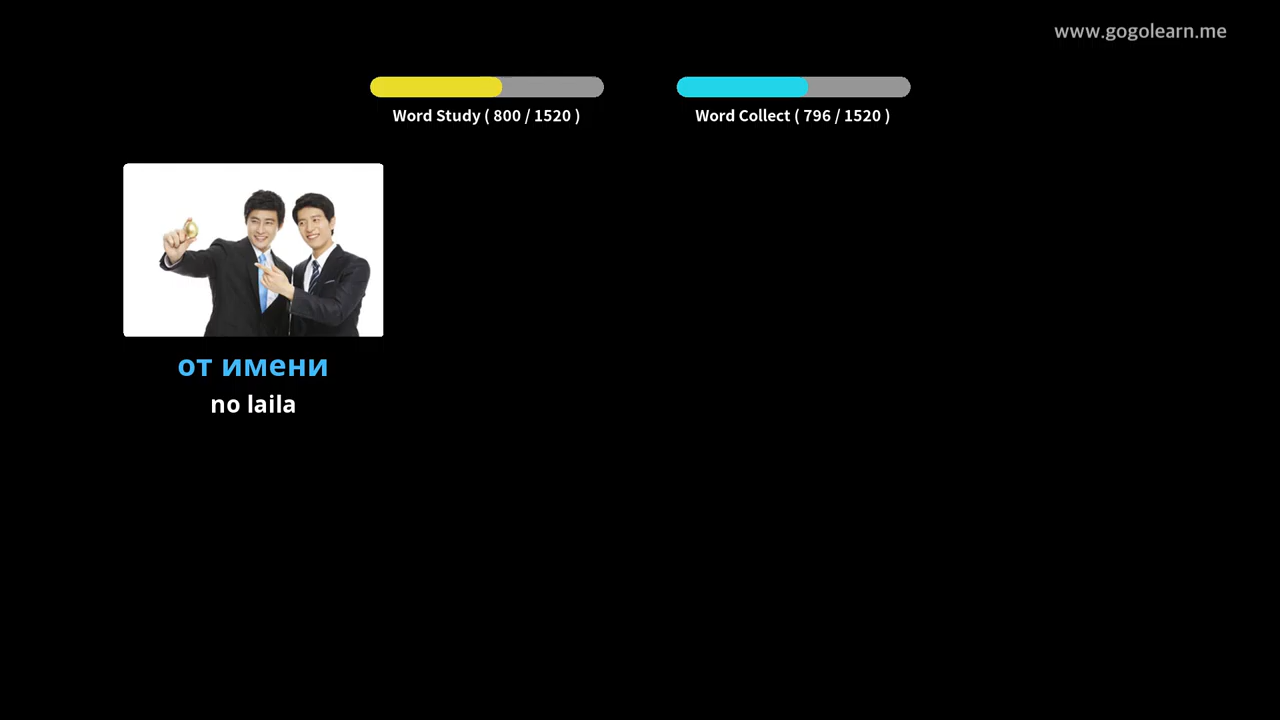 www.gogolearn.me
Word Study ( 800 / 1520 )
Word Collect ( 796 / 1520 )
от имени
no laila